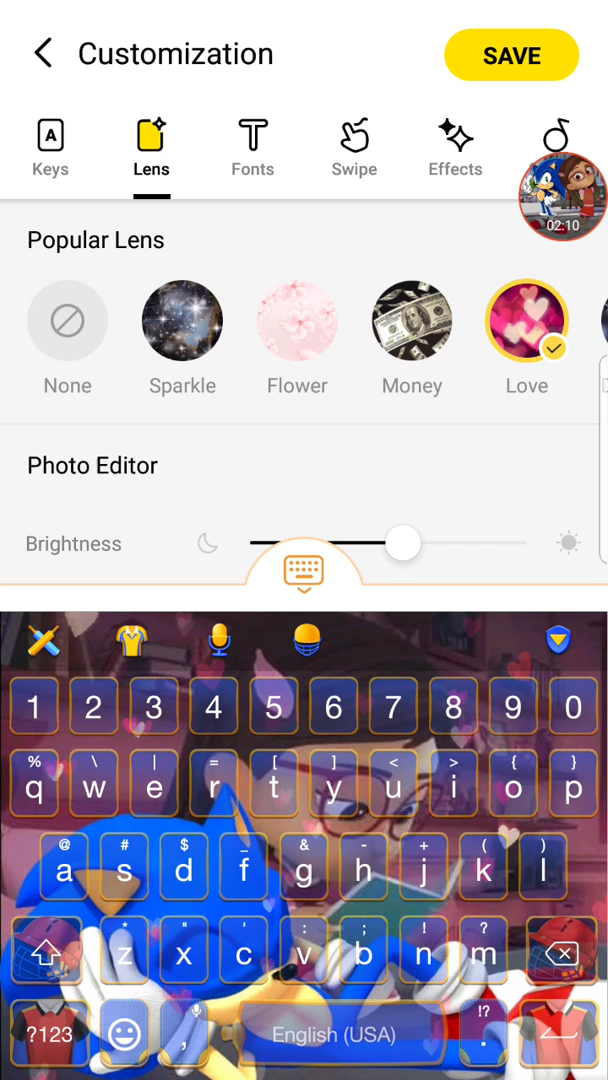 Customization
SAVE
Keys
Lens
Fonts
Swipe
Effects
02:10
Popular Lens
None
Sparkle
Flower
Money
Love
Photo Editor
Brightness
1 2 3 4 5 6 7 8 9 0
% \ | = [ ] < > { }
q w e r t y u i o p
@ # $ _ & - + ( )
a s d f g h j k l
* " ' : ; ! ?
z x c v b n m
!?
?123 , English (USA) .